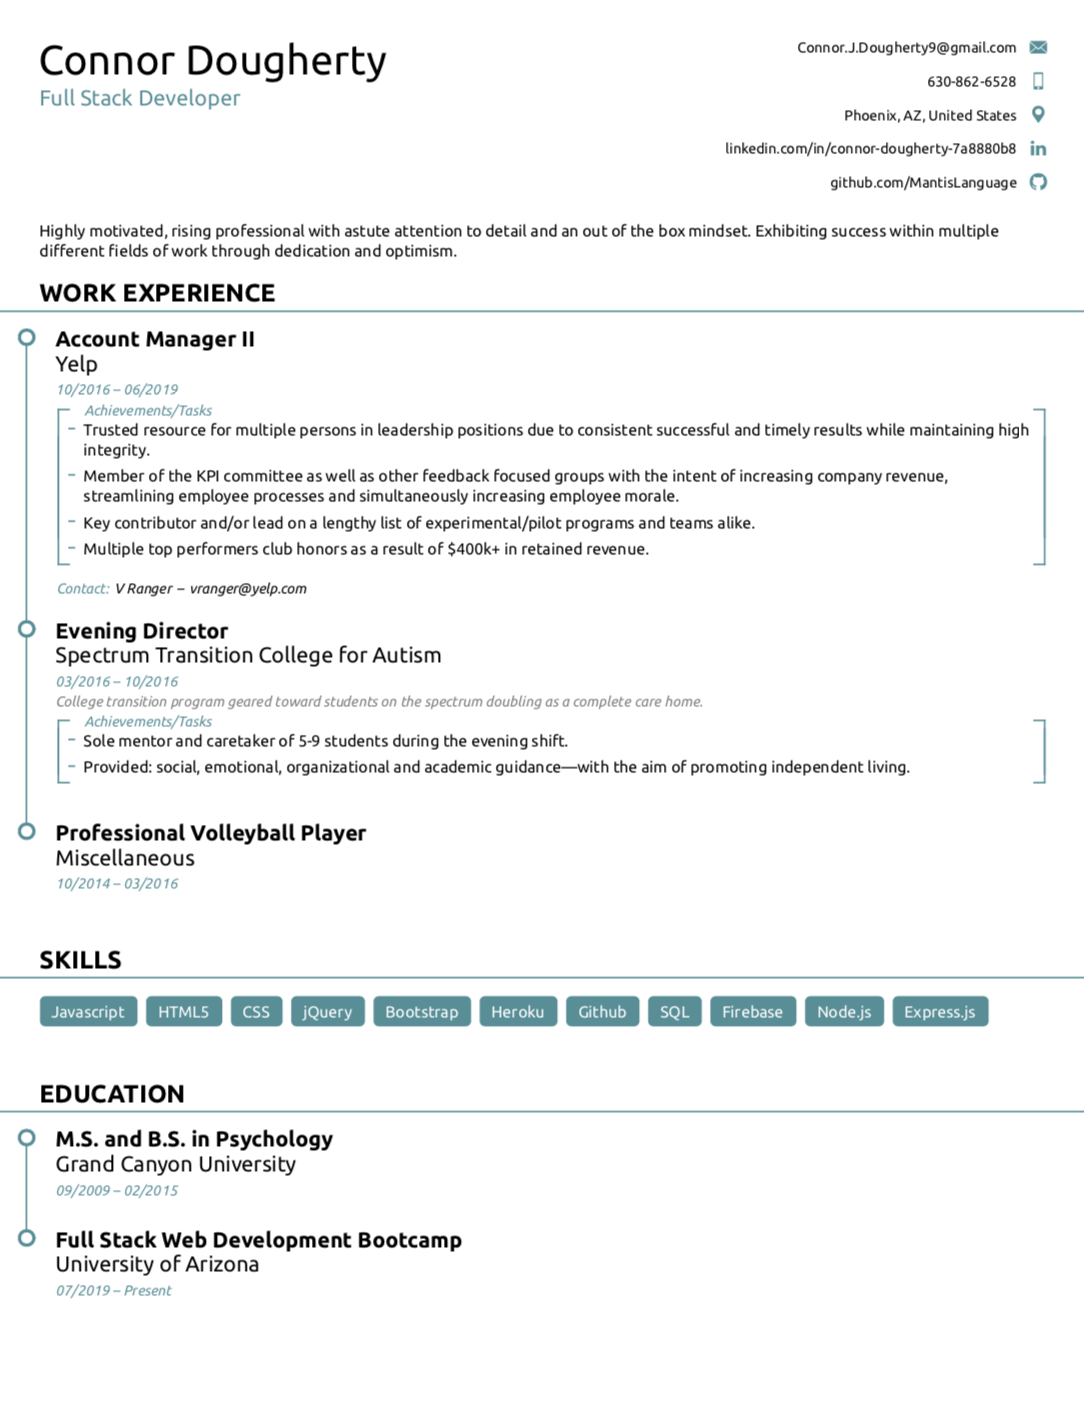 Connor Dougherty
Full Stack Developer
Connor.J.Dougherty9@gmail.com
630-862-6528
Phoenix, AZ, United States
linkedin.com/in/connor-dougherty-7a8880b8
github.com/MantisLanguage
Highly motivated, rising professional with astute attention to detail and an out of the box mindset. Exhibiting success within multiple
different fields of work through dedication and optimism.
WORK EXPERIENCE
Account Manager II
Yelp
10/2016 – 06/2019
Achievements/Tasks
– Trusted resource for multiple persons in leadership positions due to consistent successful and timely results while maintaining high
integrity.
– Member of the KPI committee as well as other feedback focused groups with the intent of increasing company revenue,
streamlining employee processes and simultaneously increasing employee morale.
– Key contributor and/or lead on a lengthy list of experimental/pilot programs and teams alike.
– Multiple top performers club honors as a result of $400k+ in retained revenue.
Contact: V Ranger – vranger@yelp.com
Evening Director
Spectrum Transition College for Autism
03/2016 – 10/2016
College transition program geared toward students on the spectrum doubling as a complete care home.
Achievements/Tasks
– Sole mentor and caretaker of 5-9 students during the evening shift.
– Provided: social, emotional, organizational and academic guidance—with the aim of promoting independent living.
Professional Volleyball Player
Miscellaneous
10/2014 – 03/2016
SKILLS
Javascript HTML5 CSS jQuery Bootstrap Heroku Github SQL Firebase Node.js Express.js
EDUCATION
M.S. and B.S. in Psychology
Grand Canyon University
09/2009 – 02/2015
Full Stack Web Development Bootcamp
University of Arizona
07/2019 – Present